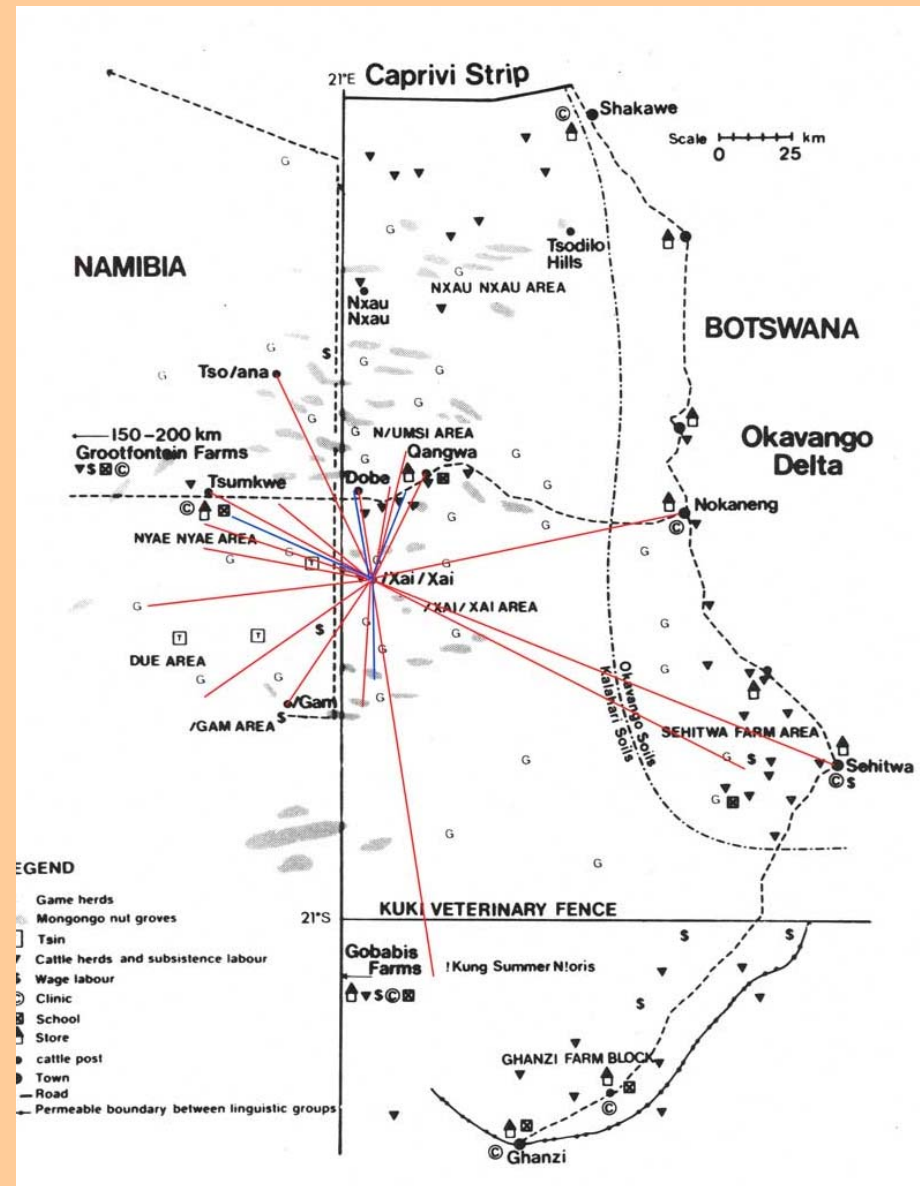 21°E
Caprivi Strip
Shakawe
Scale
km
0 25
G
Tsodilo
Hills
NAMIBIA
G
NXAU NXAU AREA
Nxau
Nxau
BOTSWANA
$
G
G
Tso/ana
G
G
G
150-200 km
G
N/UMSI AREA
Okavango
Delta
Grootfontein Farms
Qangwa
G
$ C
Tsumkwe
Dobe
G
Nokaneng
C
C
G
G
NYAE NYAE AREA
G
G
G
G
G
T
/Xai/Xai
G
/XAI/XAI AREA
G
G
G
$
T
T
G
DUE AREA
G
G
G
G
/Gam
G
$
/GAM AREA
Okavango Soils
Kalahari Soils
SEHITWA FARM AREA
G
G
$
Sehitwa
G
C $
G
G
EGEND
Game herds
Mongongo nut groves
Tsin
Cattle herds and subsistence labour
$ Wage labour
C Clinic
School
Store
cattle post
Town
Road
Permeable boundary between linguistic groups
21°S
KUKI VETERINARY FENCE
$
$
Gobabis
Farms
!Kung Summer N!oris
$ C
$
GHANZI FARM BLOCK
C
C
Ghanzi